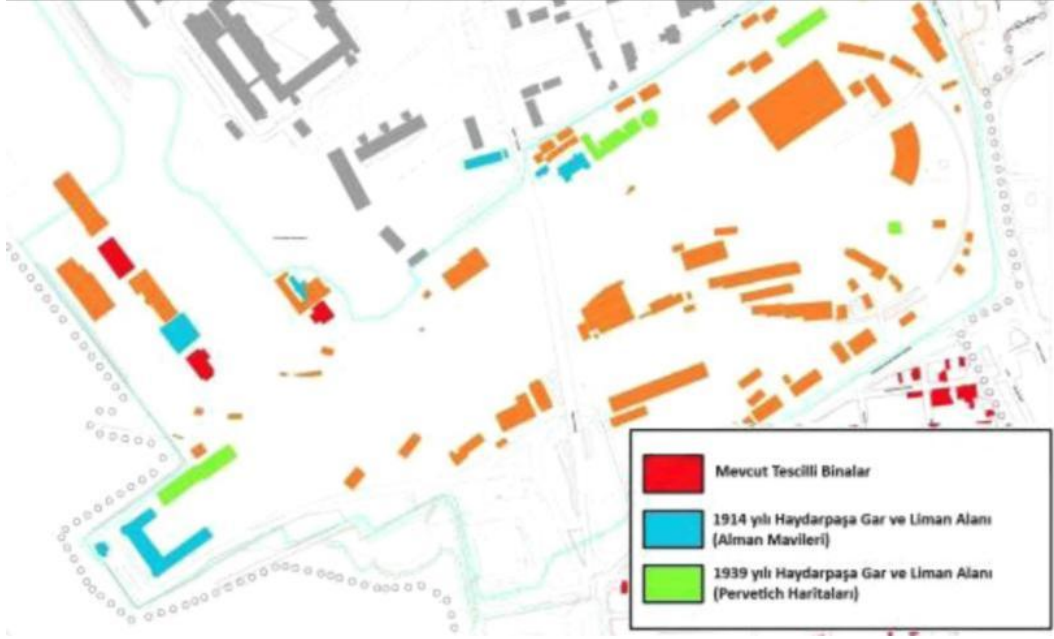 Mevcut Tescilli Binalar
1914 yılı Haydarpaşa Gar ve Liman Alanı
(Alman Mavileri)
1939 yılı Haydarpaşa Gar ve Liman Alanı
(Pervetich Haritaları)